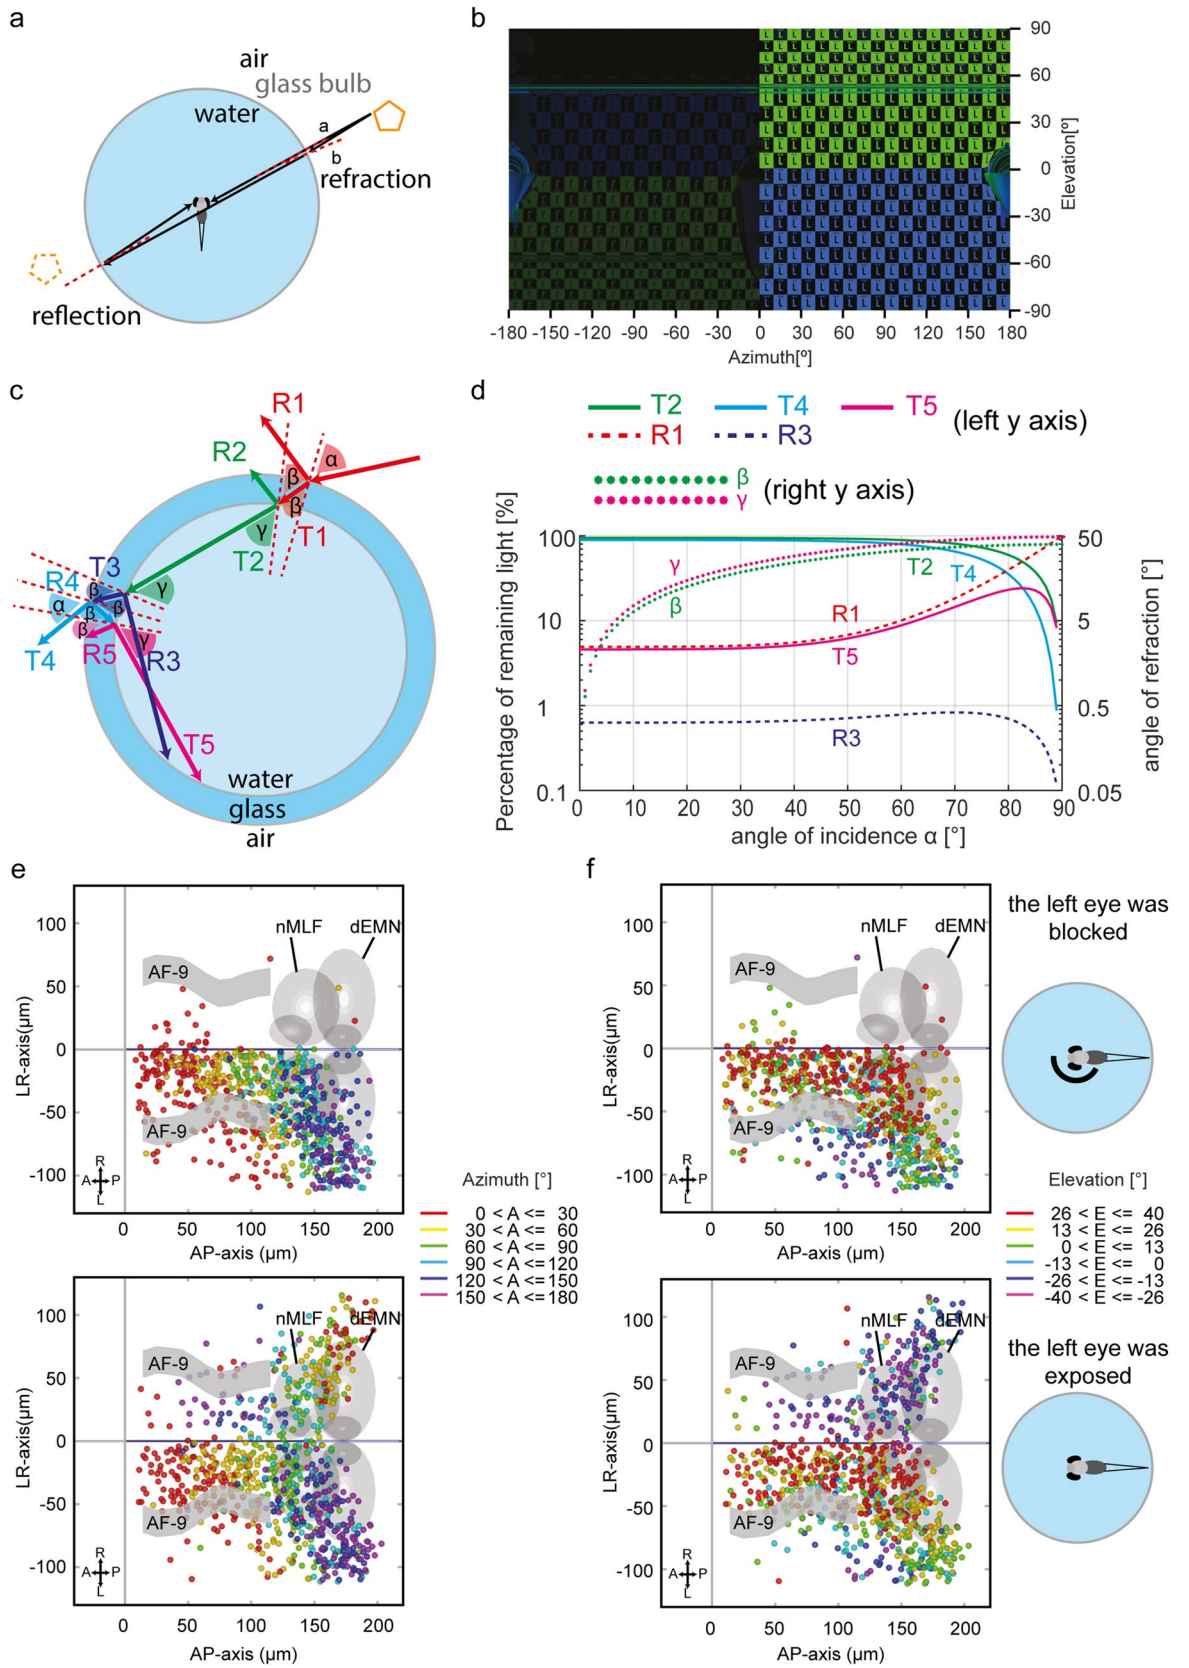 a
air
glass bulb
water
a
b
refraction
reflection
b
90
60
30
0
-30
-60
-90
Elevation[º]
-180 -150 -120 -90 -60 -30 0 30 60 90 120 150 180
Azimuth[º]
c
R1
R2
α
β
β
γ
T1
T2
T3
R4
γ
β
β
α
β
β
γ
R5
R3
T4
T5
water
glass
air
d
T2 T4 T5 (left y axis)
R1 R3
β
γ
(right y axis)
Percentage of remaining light [%]
100
10
1
0.1
50
5
0.5
0.05
angle of refraction [°]
γ
β
T2
T4
R1
T5
R3
0 10 20 30 40 50 60 70 80 90
angle of incidence α [°]
e
nMLF dEMN
AF-9
AF-9
100
50
0
-50
-100
LR-axis(µm)
R
A P
L
0 50 100 150 200
AP-axis (µm)
Azimuth [°]
0 < A <= 30
30 < A <= 60
60 < A <= 90
90 < A <=120
120 < A <=150
150 < A <=180
nMLF dEMN
AF-9
AF-9
100
50
0
-50
-100
LR-axis(µm)
R
A P
L
0 50 100 150 200
AP-axis (µm)
f
nMLF dEMN
AF-9
AF-9
100
50
0
-50
-100
LR-axis(µm)
R
A P
L
0 50 100 150 200
AP-axis (µm)
the left eye was
blocked
Elevation [°]
26 < E <= 40
13 < E <= 26
0 < E <= 13
-13 < E <= 0
-26 < E <= -13
-40 < E <= -26
the left eye was
exposed
nMLF dEMN
AF-9
AF-9
100
50
0
-50
-100
LR-axis(µm)
R
A P
L
0 50 100 150 200
AP-axis (µm)